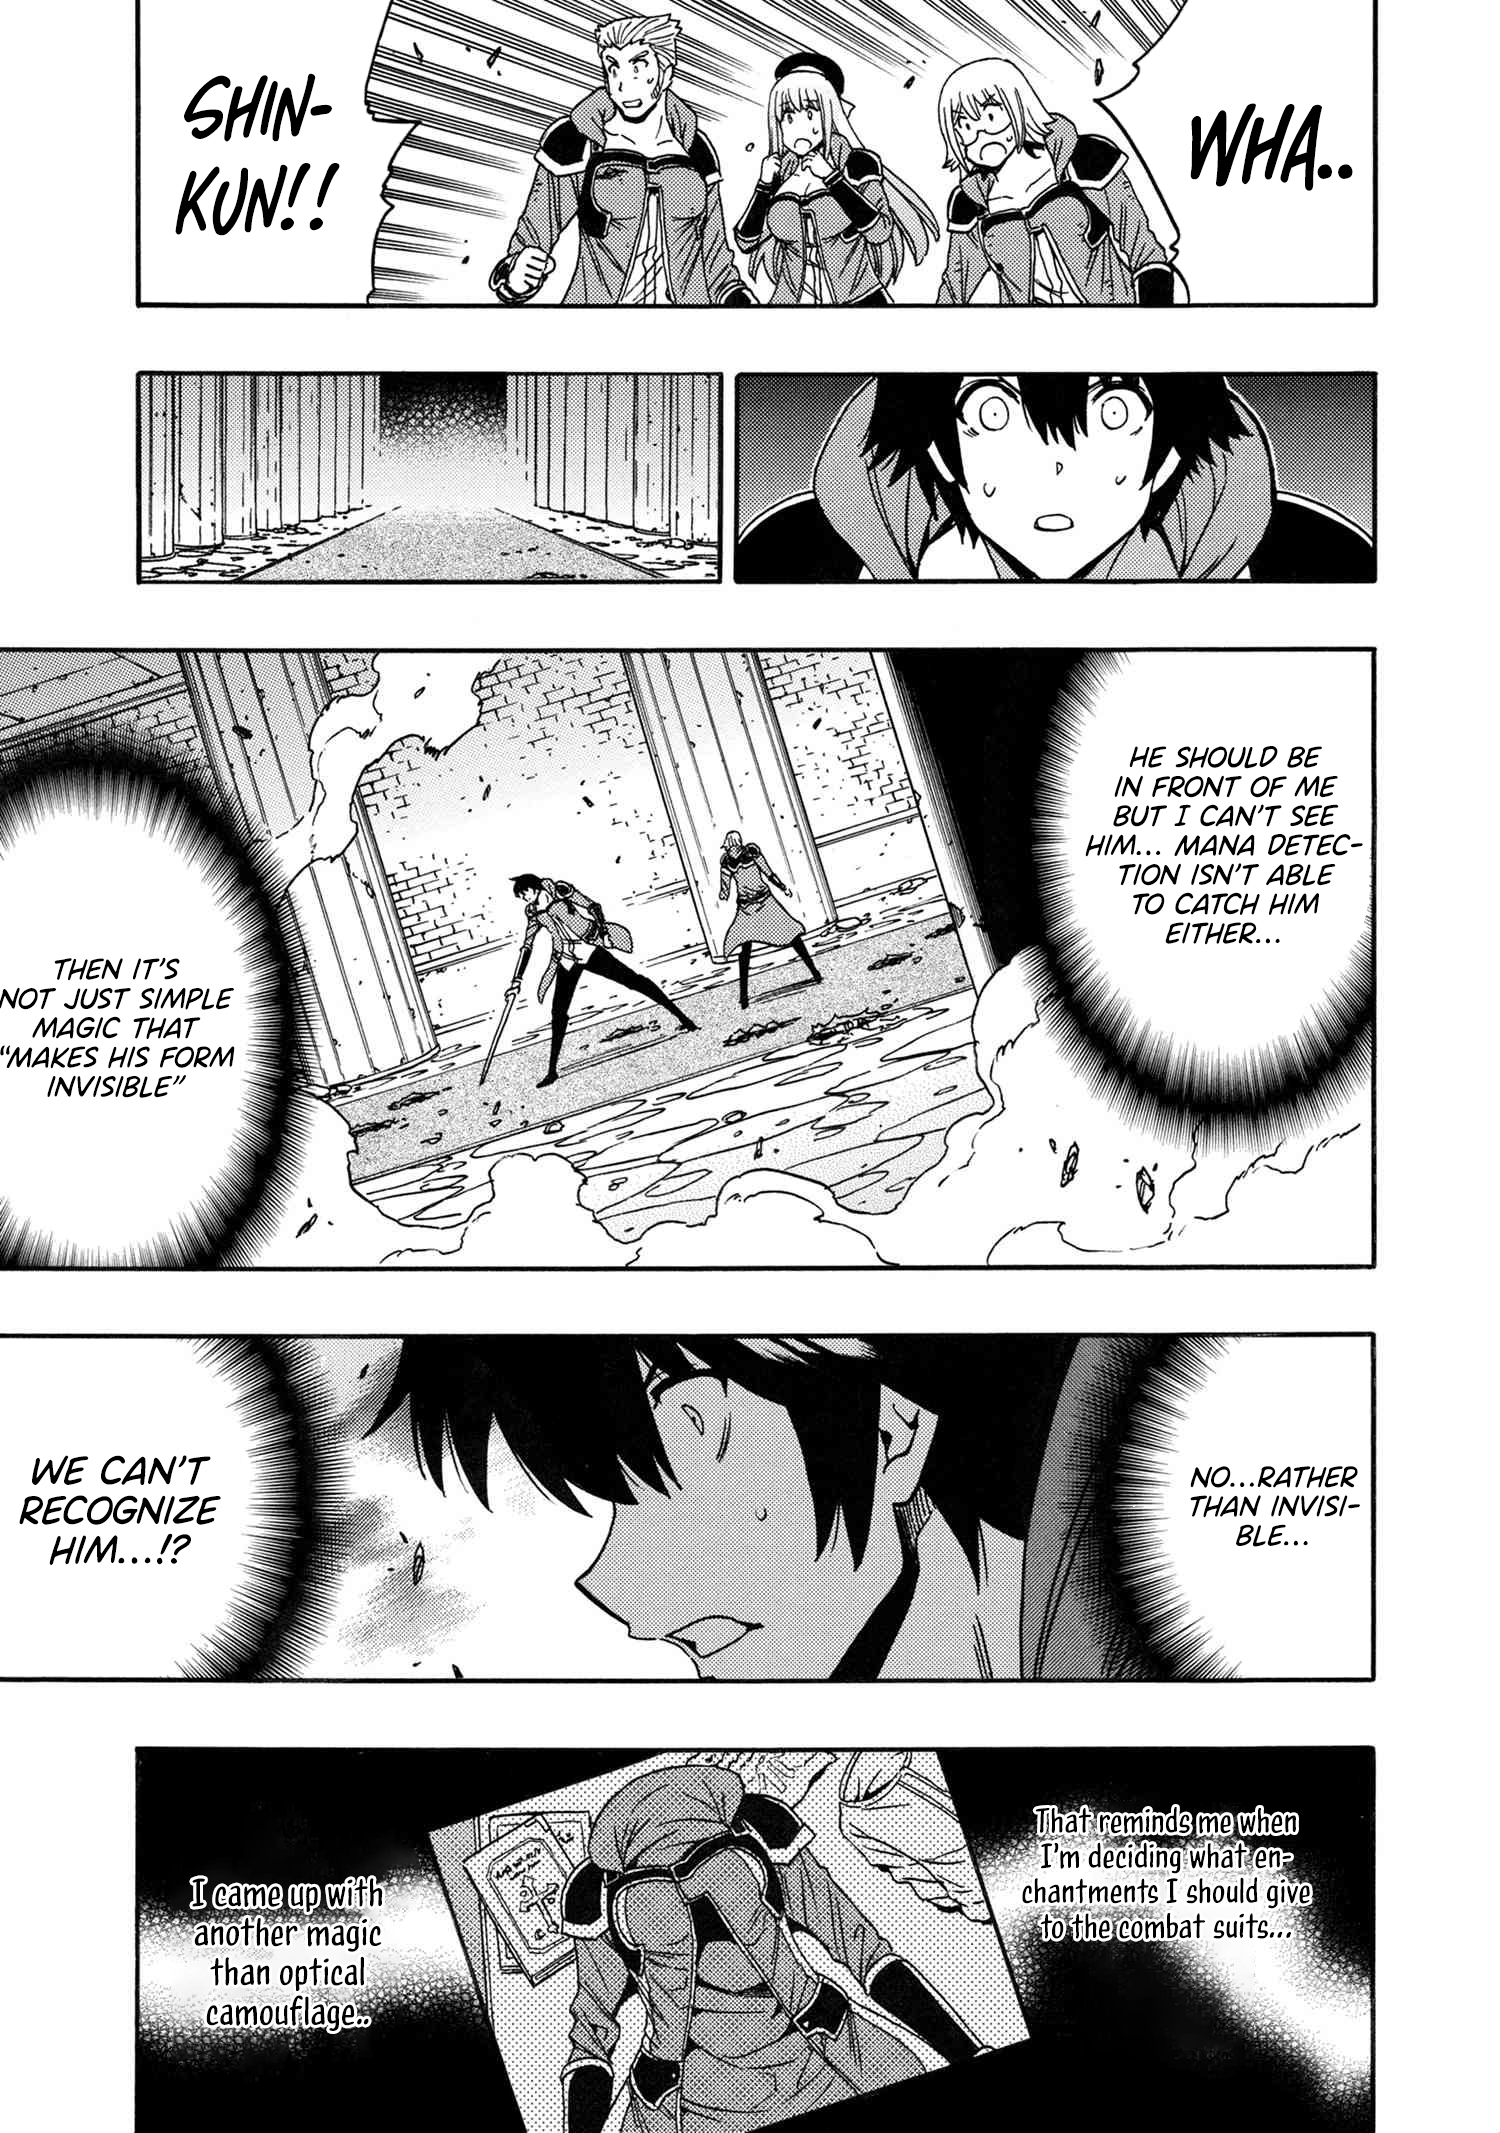 WHA..
SHIN-
KUN!!
HE SHOULD BE
IN FRONT OF ME
BUT I CAN'T SEE
HIM... MANA DETEC-
TION ISN'T ABLE
TO CATCH HIM
EITHER...
THEN IT'S
NOT JUST SIMPLE
MAGIC THAT
"MAKES HIS FORM
INVISIBLE"
NO...RATHER
THAN INVISI-
BLE...
WE CAN'T
RECOGNIZE
HIM...!?
That reminds me when
I'm deciding what en-
chantments I should give
to the combat suits...
I came up with
another magic
than optical
camouflage..